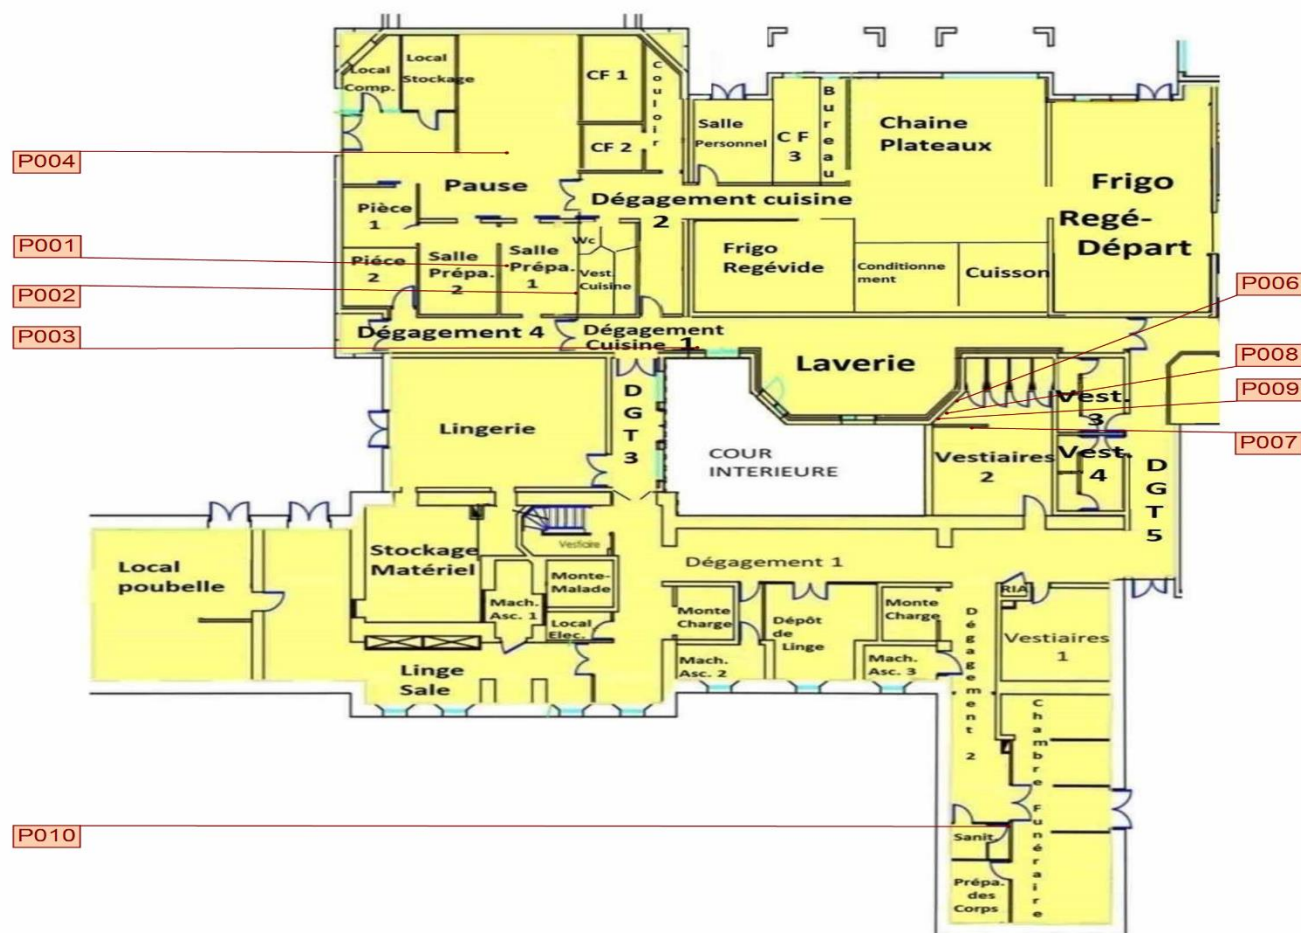 Local
Comp.
Local
Stockage
CF 1
CF 2
Couloir
Salle
Personnel
C F
3
Bureau
Chaine
Plateaux
P004
Pause
Dégagement cuisine
2
Frigo
Regé-
Départ
Pièce
1
Piéce
2
Salle
Prépa.
2
Salle
Prépa.
1
Wc
Vest.
Cuisine
Frigo
Regévide
Conditionne
ment
Cuisson
P001
P002
P003
P006
P008
P009
P007
Dégagement 4
Dégagement
Cuisine 1
Laverie
Lingerie
DGT3
COUR
INTERIEURE
Vestiaires
2
Vest.
3
Vest.
4
DGT5
Local
poubelle
Stockage
Matériel
Vestiaire
Monte-
Malade
Mach.
Asc. 1
Local
Elec.
Dégagement 1
Monte
Charge
Dépôt
de
Linge
Monte
Charge
RIA
Vestiaires
1
Linge
Sale
Mach.
Asc. 2
Mach.
Asc. 3
Dégagement 2
Chambre Funéraire
P010
Sanit.
Prépa.
des
Corps